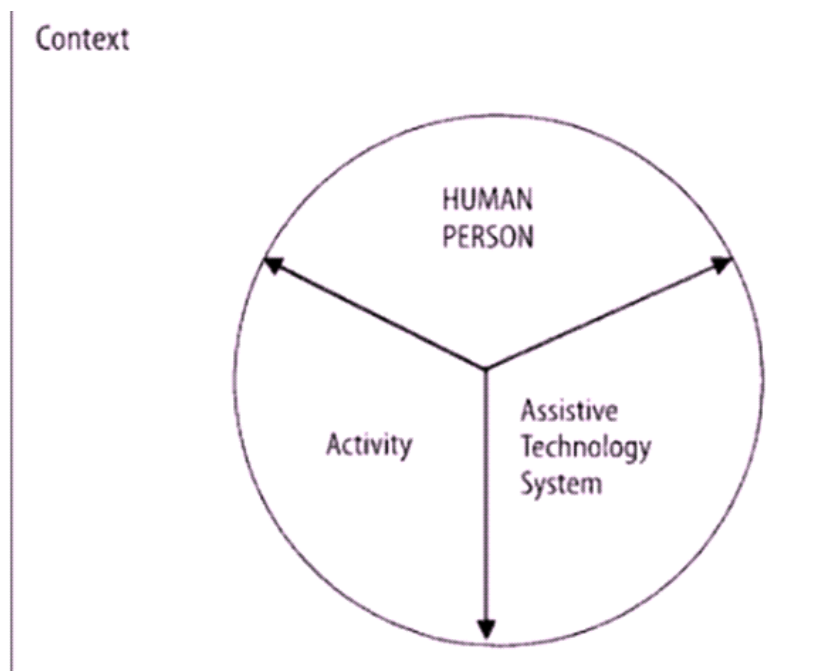 Context
HUMAN
PERSON
Activity
Assistive
Technology
System